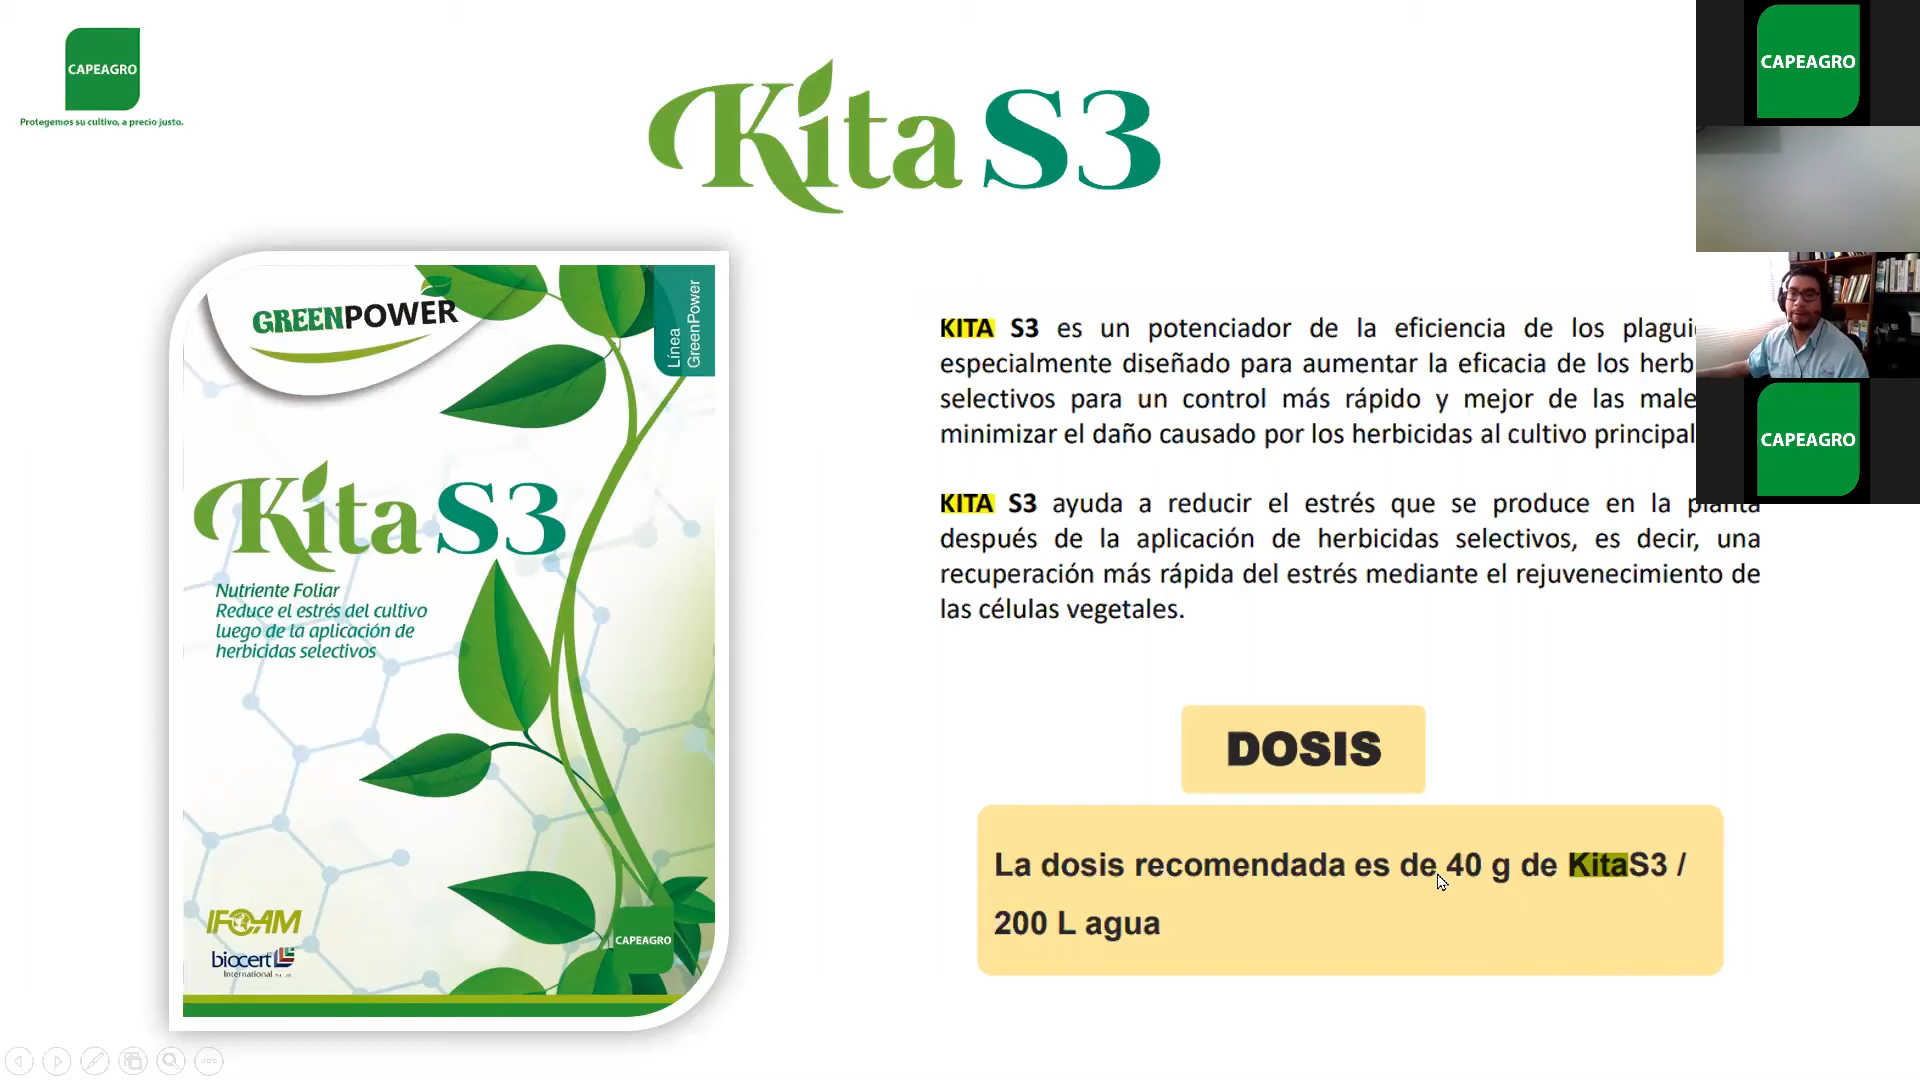 CAPEAGRO
Protegemos su cultivo, a precio justo.
Kita S3
GREENPOWER
Línea
GreenPower
Kita S3
Nutriente Foliar
Reduce el estrés del cultivo
luego de la aplicación de
herbicidas selectivos
IFOAM
biocert
International
CAPEAGRO
KITA S3 es un potenciador de la eficiencia de los
especialmente diseñado para aumentar la eficacia de los
selectivos para un control más rápido y mejor de las
minimizar el daño causado por los herbicidas al cultivo principal
KITA S3 ayuda a reducir el estrés que se produce en la planta
después de la aplicación de herbicidas selectivos, es decir, una
recuperación más rápida del estrés mediante el rejuvenecimiento de
las células vegetales.
DOSIS
La dosis recomendada es de 40 g de KitaS3 /
200 L agua
CAPEAGRO
CAPEAGRO